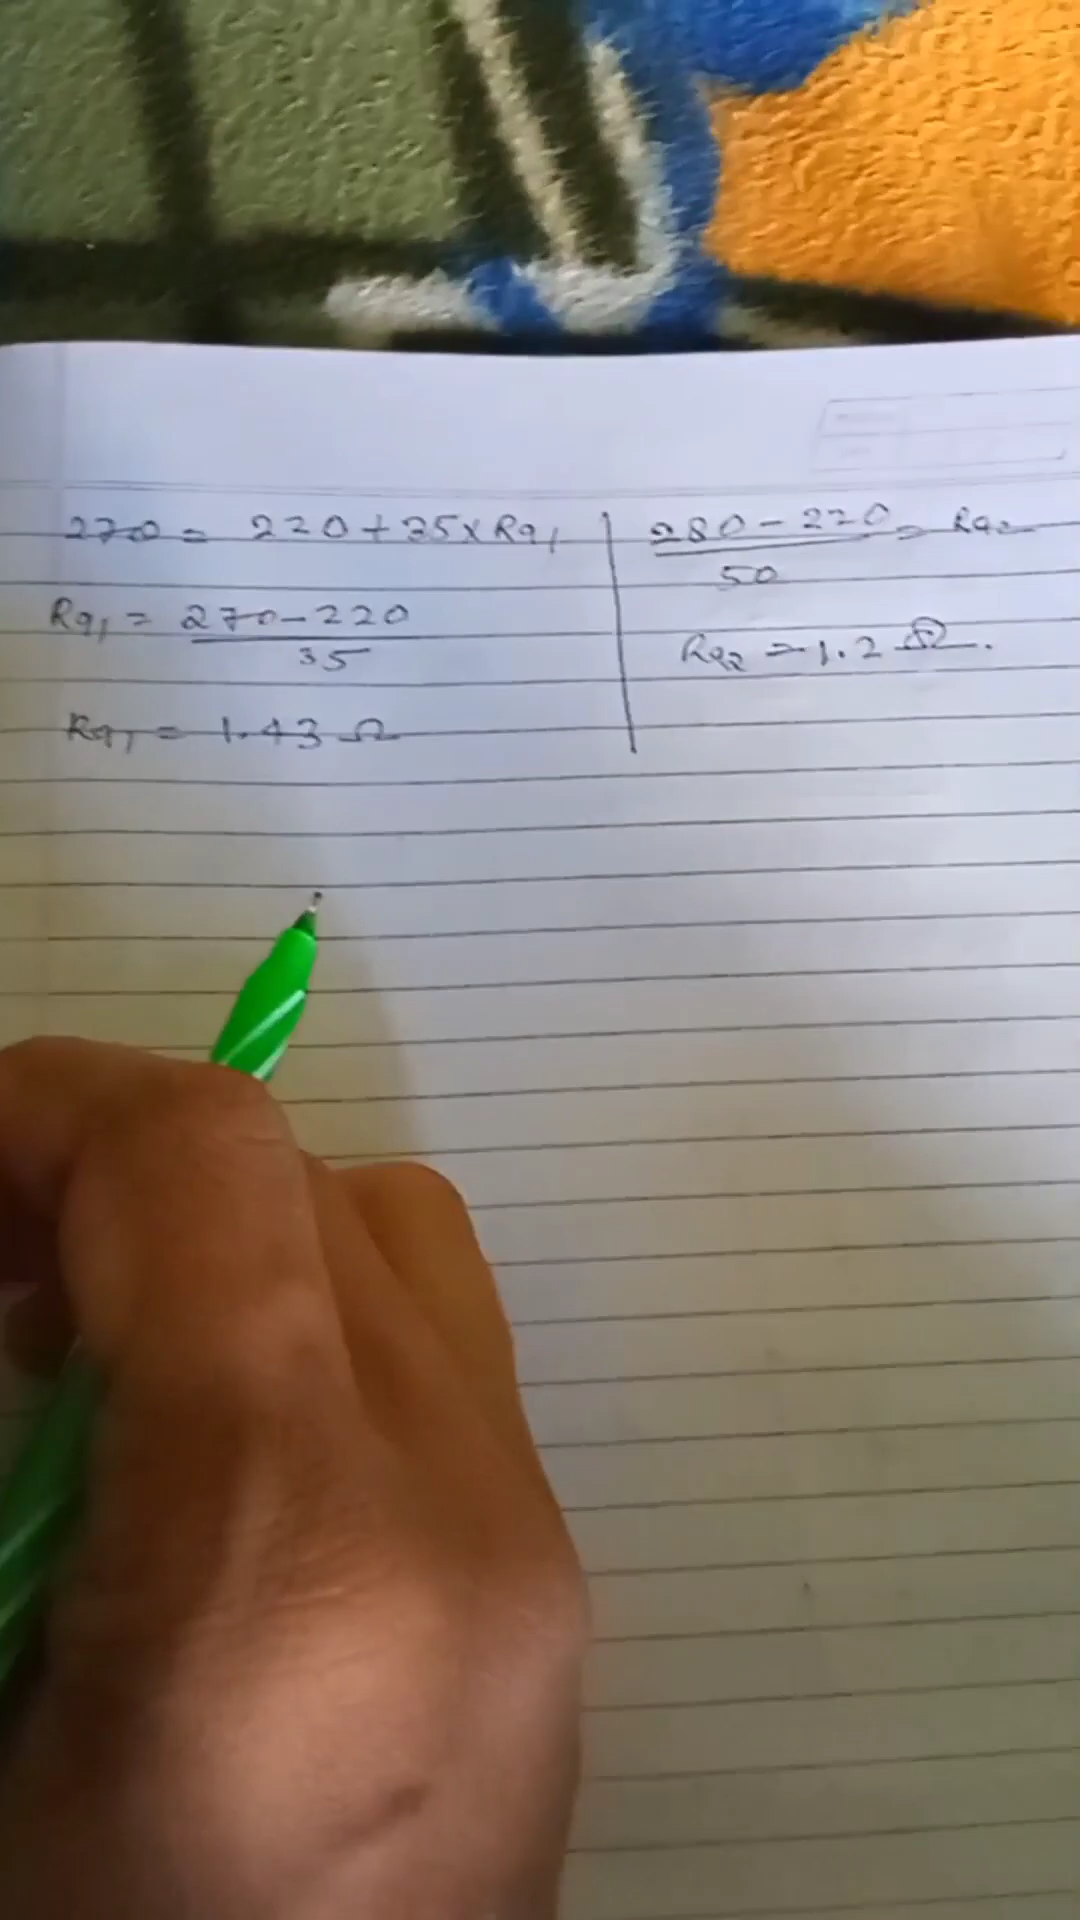 270 = 220 + 35 x Ra1
Ra1 = 270 - 220
35
Ra1 = 1.43 Ω
280 - 220 = Ra2
50
Ra2 = 1.2 Ω.